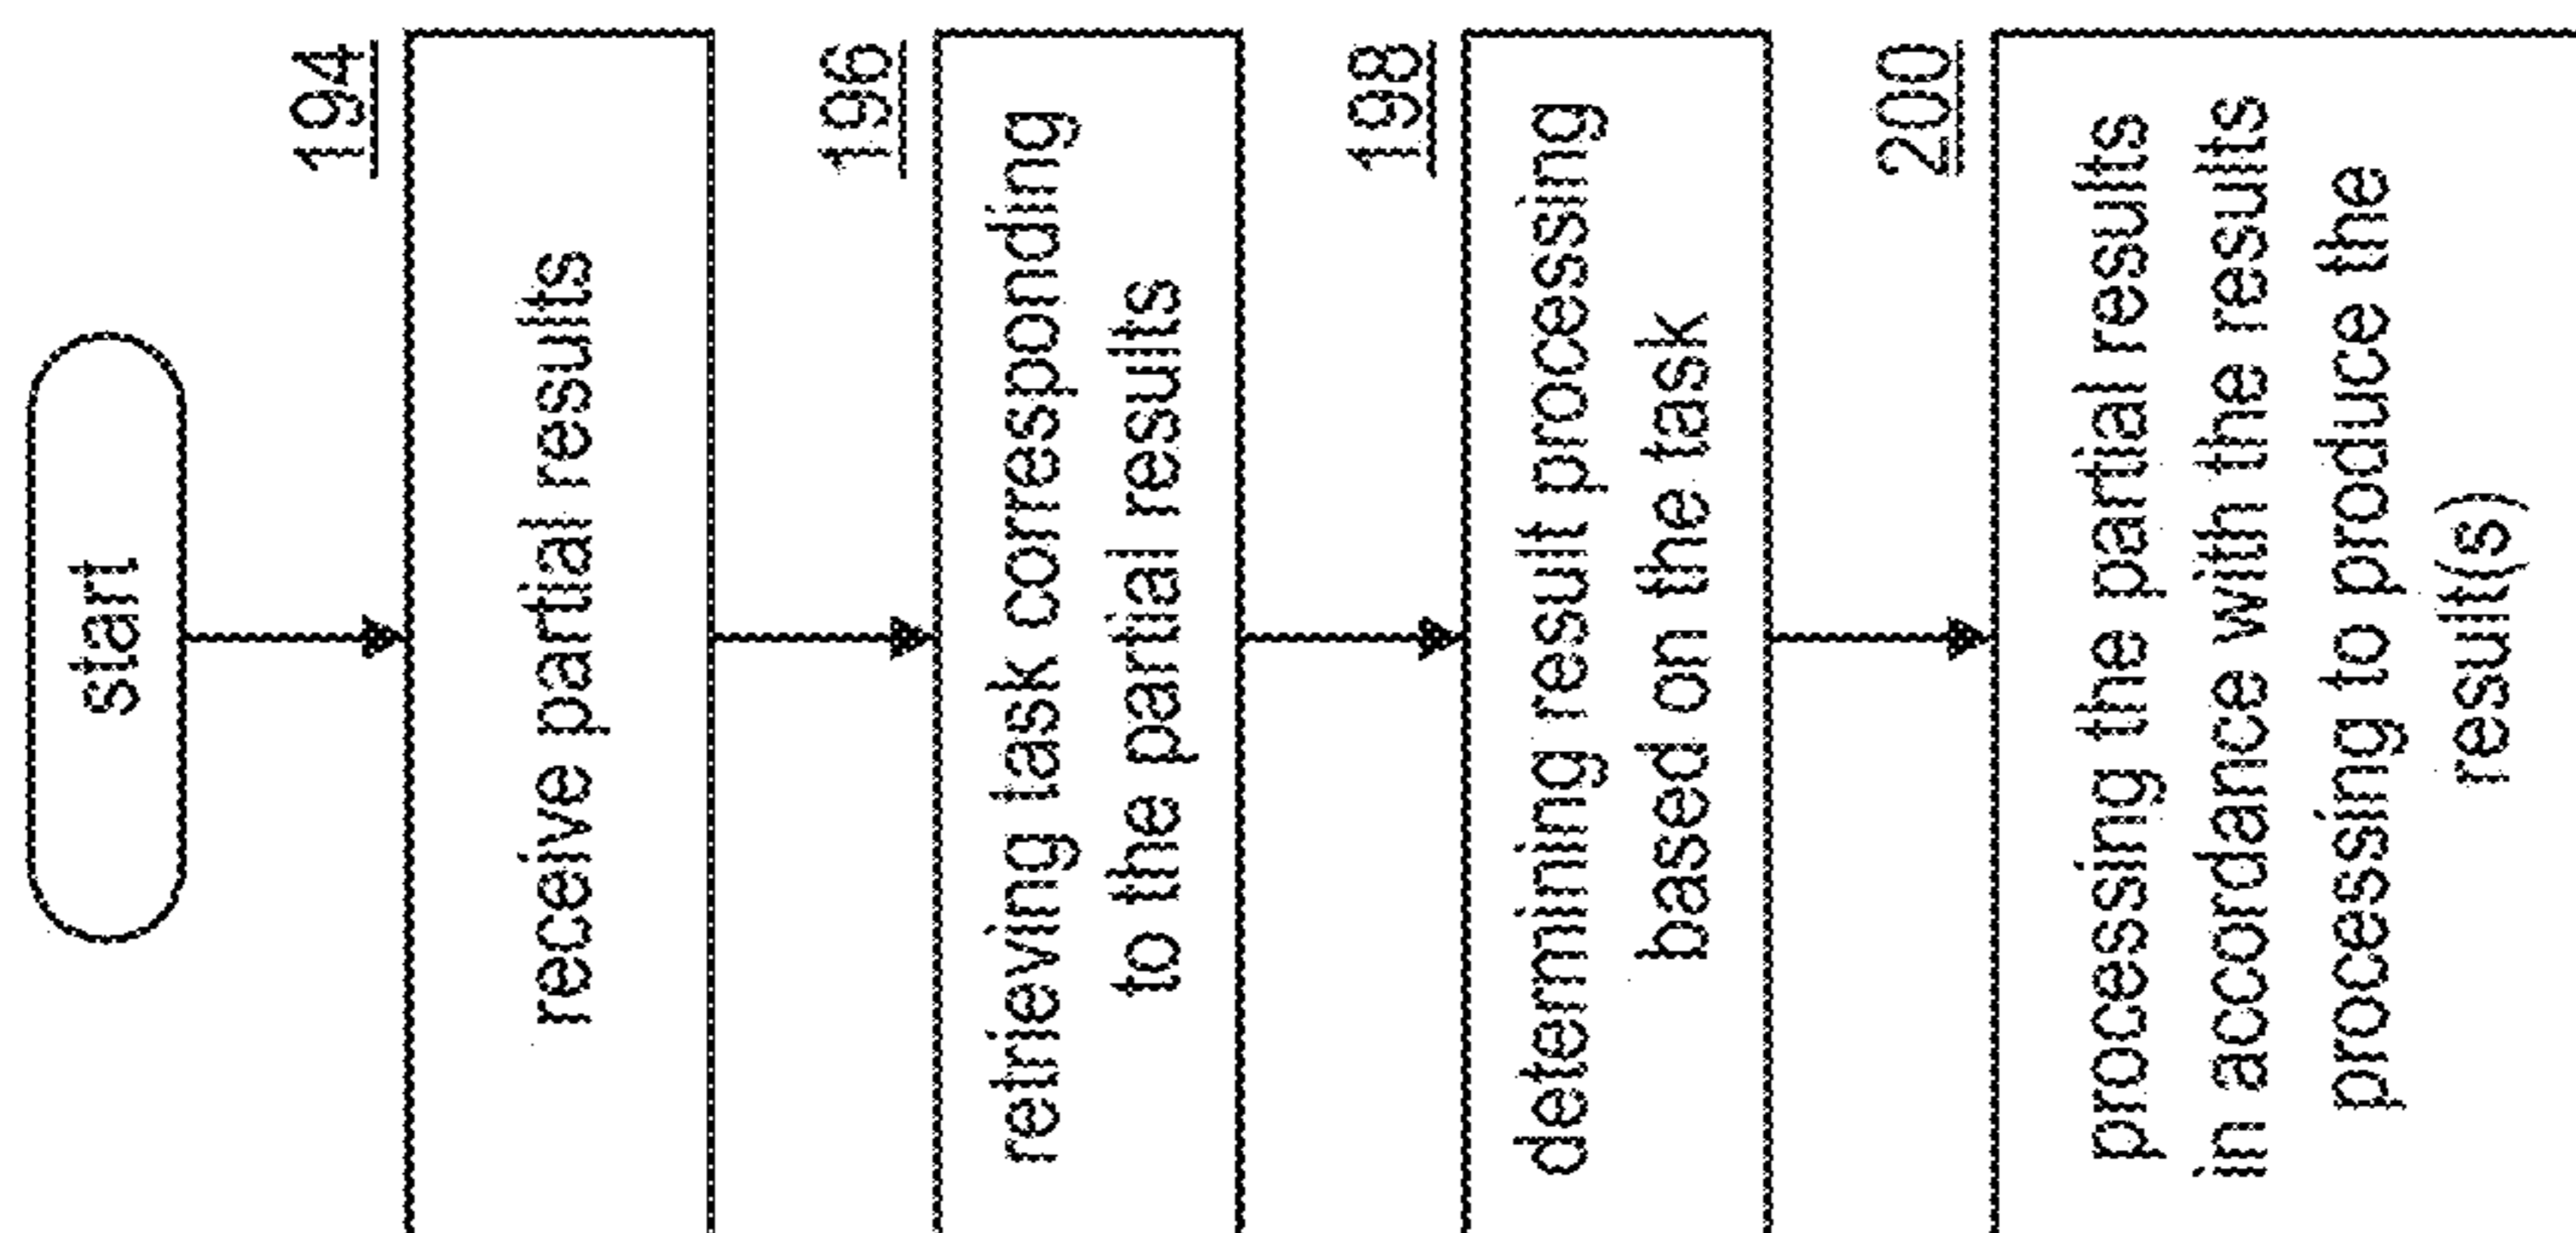 start
194
receive partial results
196
retrieving task corresponding
to the partial results
198
determining result processing
based on the task
200
processing the partial results
in accordance with the results
processing to produce the
result(s)